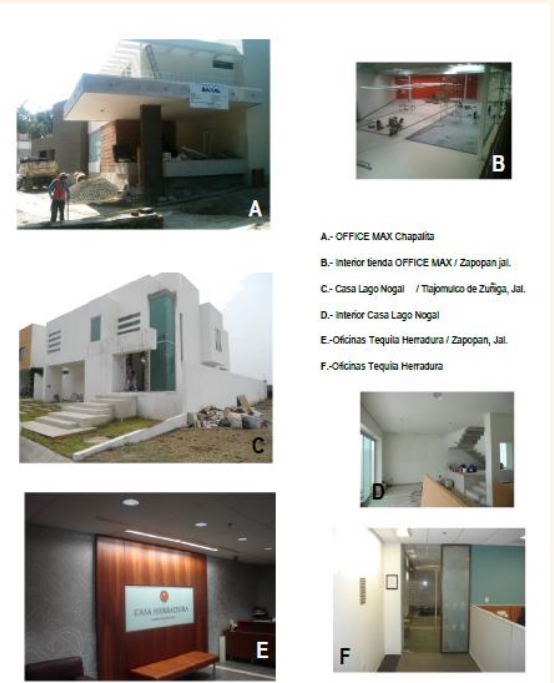 A
B
A.- OFFICE MAX Chapalita
B.- Interior tienda OFFICE MAX / Zapopan jal.
C.- Casa Lago Nogal / Tlajomulco de Zuñiga, Jal.
D.- Interior Casa Lago Nogal
E.-Oficinas Tequila Herradura / Zapopan, Jal.
F.-Oficinas Tequila Herradura
C
D
CASA HERRADURA
E
F